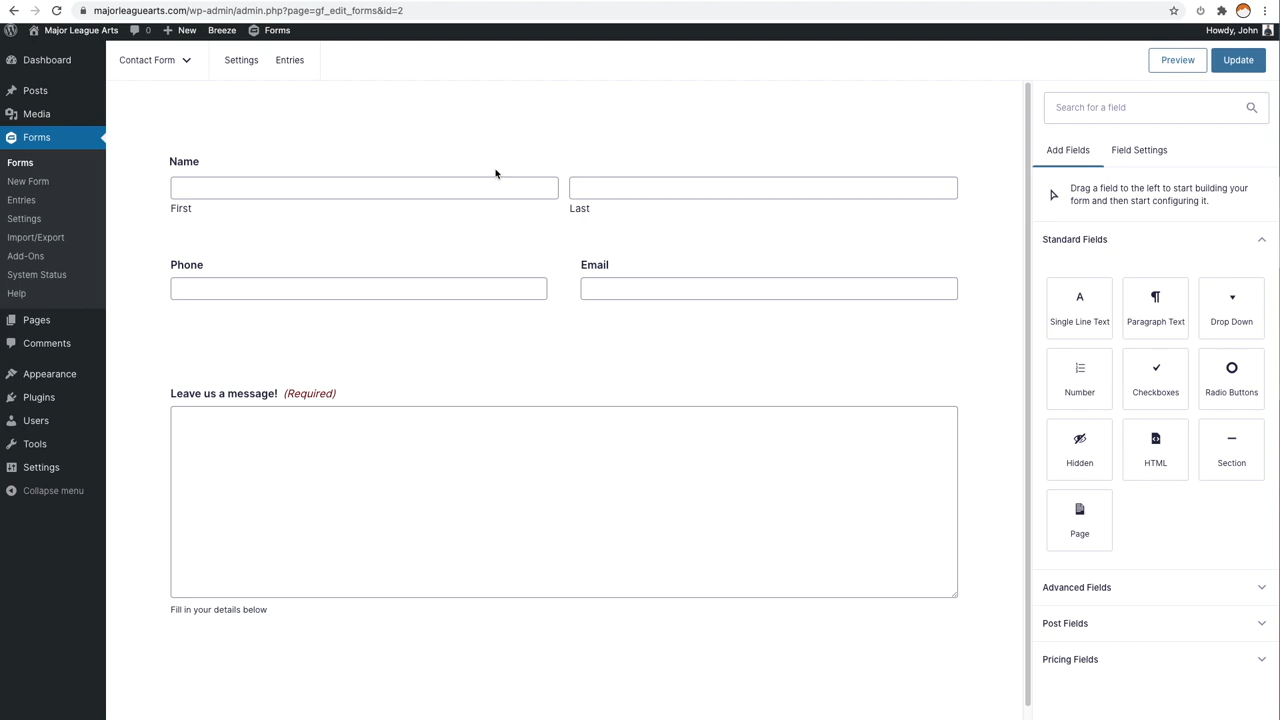 majorleaguearts.com/wp-admin/admin.php?page=gf_edit_forms&id=2
Major League Arts
0
+ New
Breeze
Forms
Howdy, John
Dashboard
Posts
Media
Forms
Forms
New Form
Entries
Settings
Import/Export
Add-Ons
System Status
Help
Pages
Comments
Appearance
Plugins
Users
Tools
Settings
Collapse menu
Contact Form
Settings
Entries
Preview
Update
Name
First
Last
Phone
Email
Leave us a message! (Required)
Fill in your details below
Search for a field
Add Fields
Field Settings
Drag a field to the left to start building your
form and then start configuring it.
Standard Fields
Single Line Text
Paragraph Text
Drop Down
Number
Checkboxes
Radio Buttons
Hidden
HTML
Section
Page
Advanced Fields
Post Fields
Pricing Fields